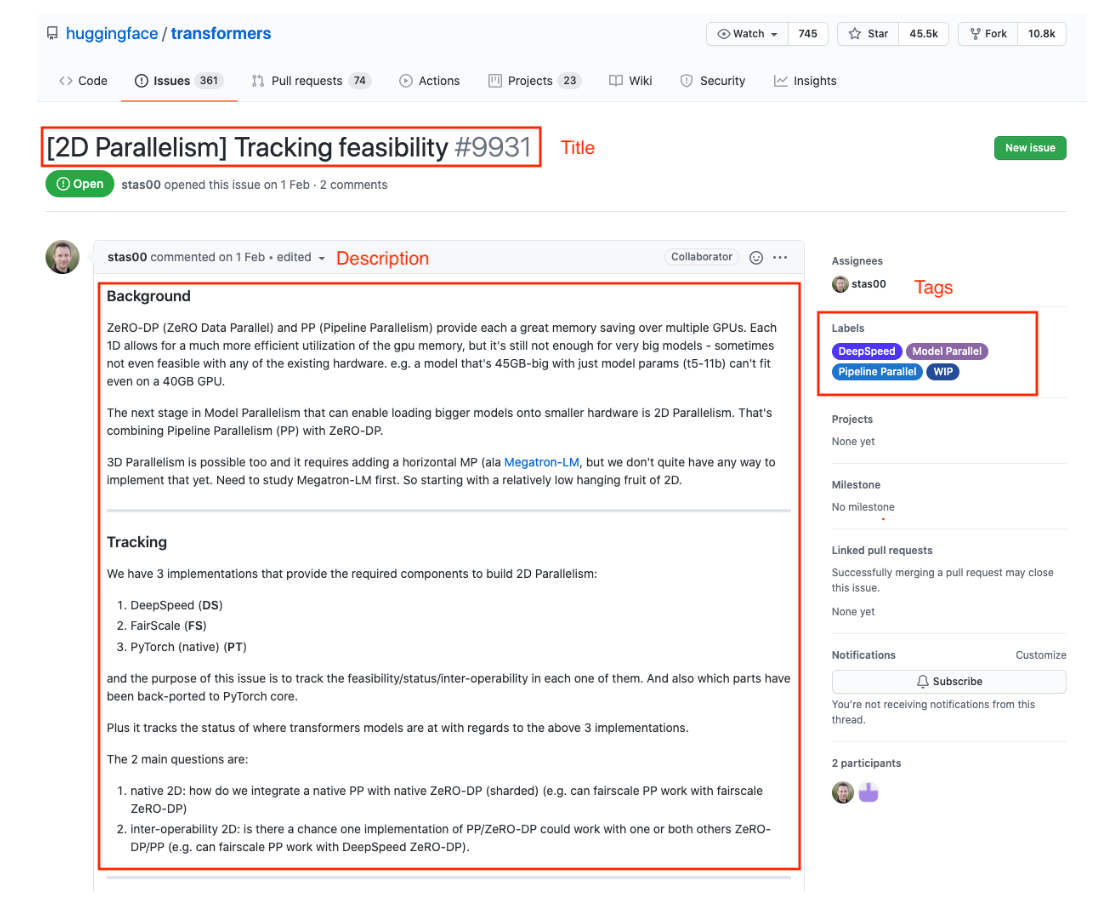 huggingface / transformers
Watch 745 Star 45.5k Fork 10.8k
Code Issues 361 Pull requests 74 Actions Projects 23 Wiki Security Insights
[2D Parallelism] Tracking feasibility #9931 Title
New issue
Open stas00 opened this issue on 1 Feb · 2 comments
stas00 commented on 1 Feb • edited Description Collaborator
Background
ZeRO-DP (ZeRO Data Parallel) and PP (Pipeline Parallelism) provide each a great memory saving over multiple GPUs. Each
1D allows for a much more efficient utilization of the gpu memory, but it's still not enough for very big models - sometimes
not even feasible with any of the existing hardware. e.g. a model that's 45GB-big with just model params (t5-11b) can't fit
even on a 40GB GPU.
The next stage in Model Parallelism that can enable loading bigger models onto smaller hardware is 2D Parallelism. That's
combining Pipeline Parallelism (PP) with ZeRO-DP.
3D Parallelism is possible too and it requires adding a horizontal MP (ala Megatron-LM, but we don't quite have any way to
implement that yet. Need to study Megatron-LM first. So starting with a relatively low hanging fruit of 2D.
Tracking
We have 3 implementations that provide the required components to build 2D Parallelism:
1. DeepSpeed (DS)
2. FairScale (FS)
3. PyTorch (native) (PT)
and the purpose of this issue is to track the feasibility/status/inter-operability in each one of them. And also which parts have
been back-ported to PyTorch core.
Plus it tracks the status of where transformers models are at with regards to the above 3 implementations.
The 2 main questions are:
1. native 2D: how do we integrate a native PP with native ZeRO-DP (sharded) (e.g. can fairscale PP work with fairscale
ZeRO-DP)
2. inter-operability 2D: is there a chance one implementation of PP/ZeRO-DP could work with one or both others ZeRO-
DP/PP (e.g. can fairscale PP work with DeepSpeed ZeRO-DP).
Assignees
stas00
Tags
Labels
DeepSpeed Model Parallel
Pipeline Parallel WIP
Projects
None yet
Milestone
No milestone
Linked pull requests
Successfully merging a pull request may close
this issue.
None yet
Notifications Customize
Subscribe
You're not receiving notifications from this
thread.
2 participants